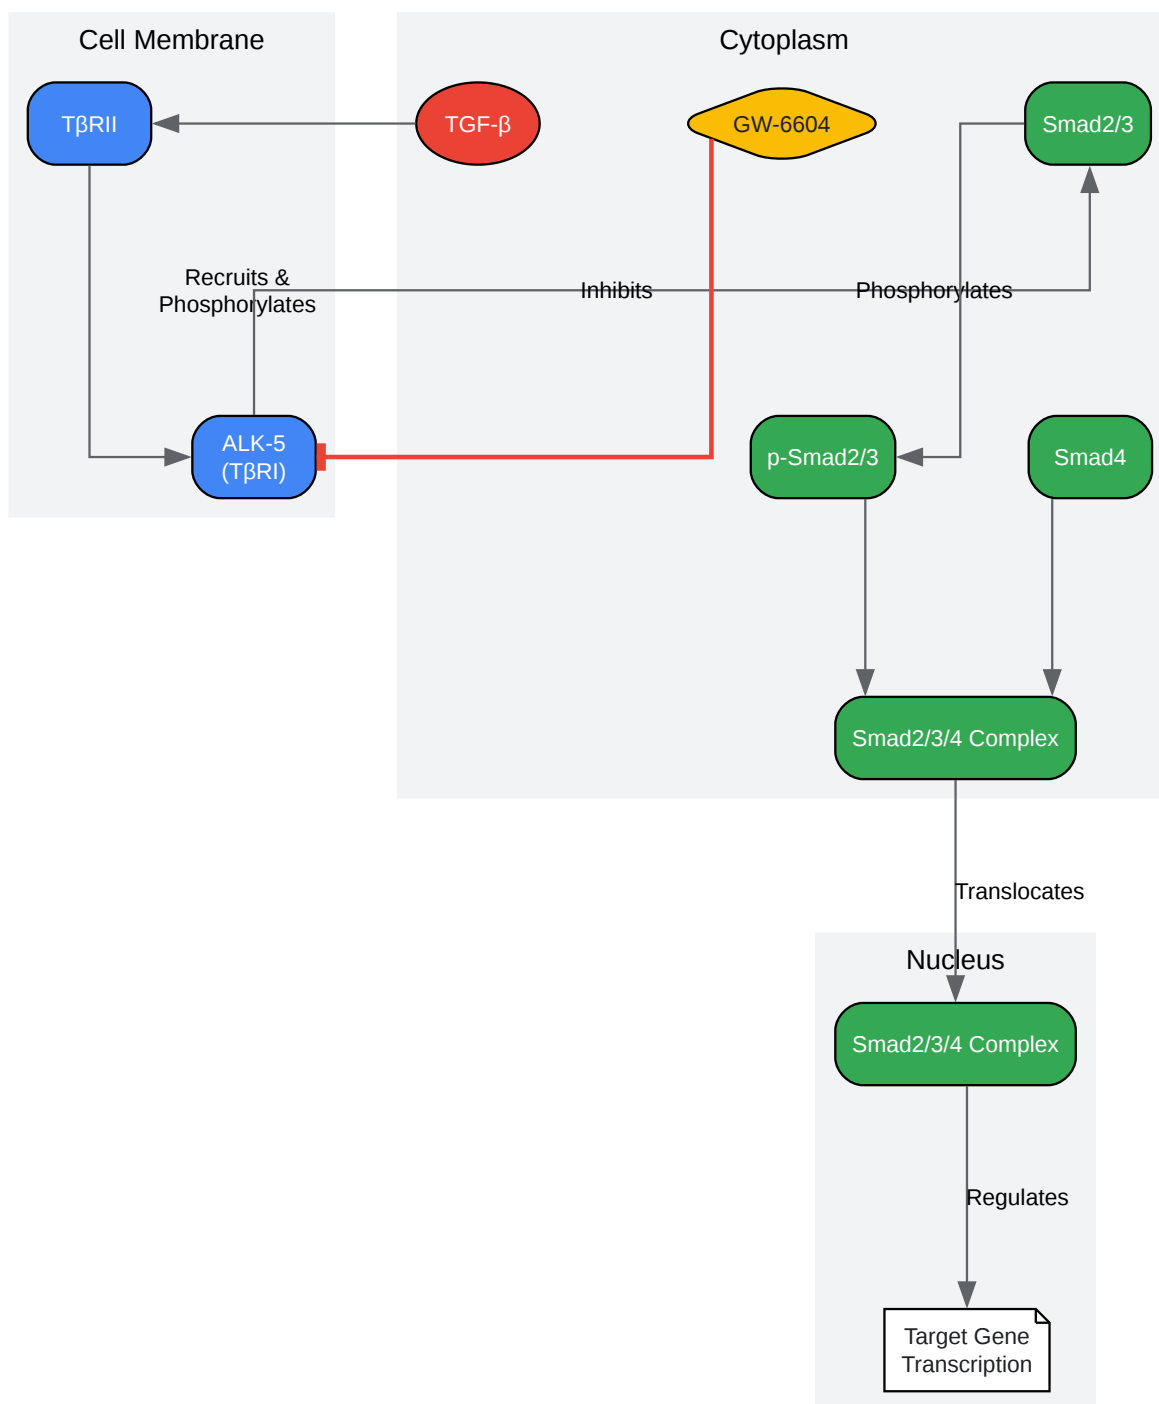 Cell Membrane
Cytoplasm
TβRII
TGF-β
GW-6604
Smad2/3
Recruits &
Phosphorylates
Inhibits
Phosphorylates
ALK-5
(TβRI)
p-Smad2/3
Smad4
Smad2/3/4 Complex
Translocates
Nucleus
Smad2/3/4 Complex
Regulates
Target Gene
Transcription